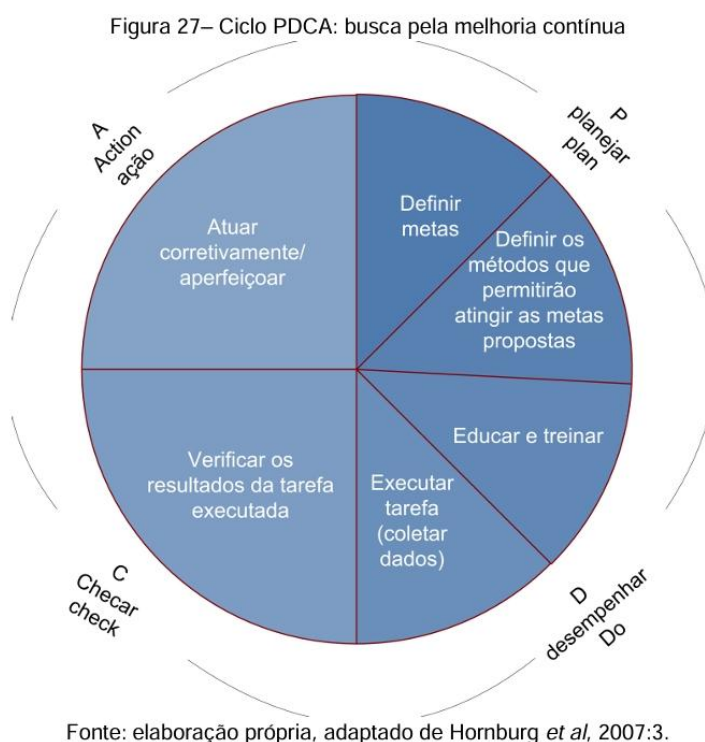 Figura 27– Ciclo PDCA: busca pela melhoria contínua
A
Action
ação
P
planejar
plan
Atuar
corretivamente/
aperfeiçoar
Definir
metas
Definir os
métodos que
permitirão
atingir as metas
propostas
Educar e treinar
Executar
tarefa
(coletar
dados)
Verificar os
resultados da tarefa
executada
C
Checar
check
D
desempenhar
Do
Fonte: elaboração própria, adaptado de Hornburg et al, 2007:3.